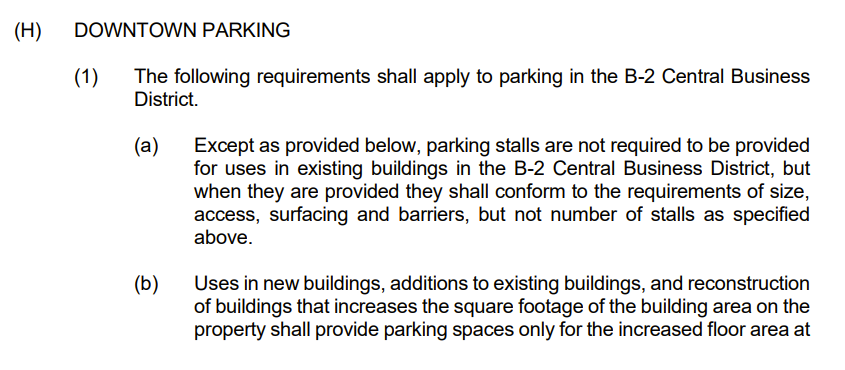 (H) DOWNTOWN PARKING
(1) The following requirements shall apply to parking in the B-2 Central Business
District.
(a) Except as provided below, parking stalls are not required to be provided
for uses in existing buildings in the B-2 Central Business District, but
when they are provided they shall conform to the requirements of size,
access, surfacing and barriers, but not number of stalls as specified
above.
(b) Uses in new buildings, additions to existing buildings, and reconstruction
of buildings that increases the square footage of the building area on the
property shall provide parking spaces only for the increased floor area at